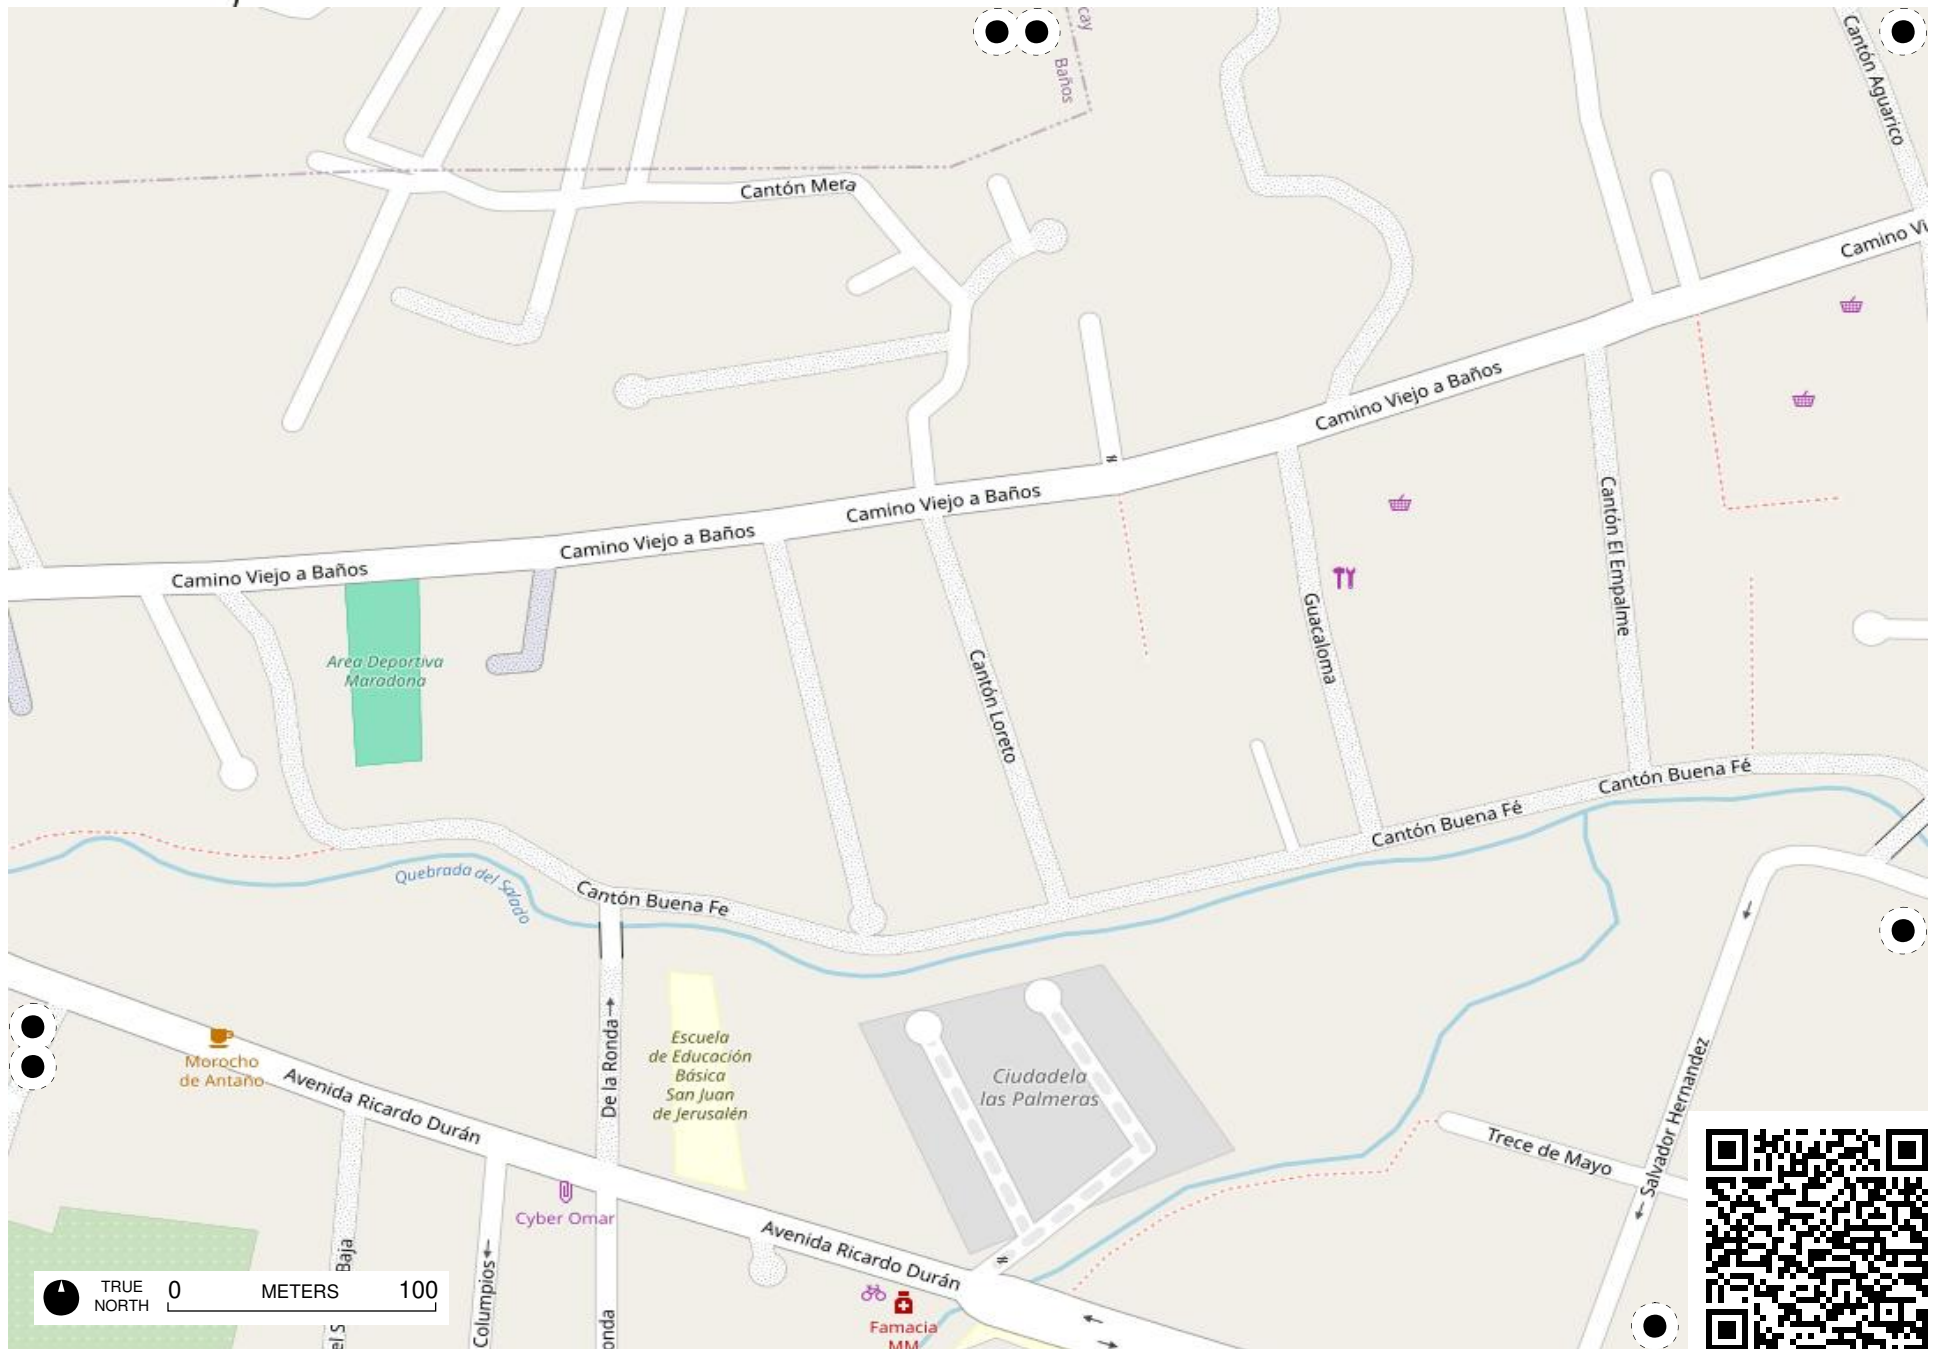 Baños
Cantón Aguarico
Cantón Mera
Camino Viejo a Baños
Camino Viejo a Baños
Camino Viejo a Baños
Camino Viejo a Baños
Cantón El Empalme
Guacaloma
Cantón Loreto
Area Deportiva
Maradona
Cantón Buena Fé
Cantón Buena Fé
Quebrada del Salado
Cantón Buena Fe
Morocho
de Antaño
Avenida Ricardo Durán
De la Ronda
Escuela
de Educación
Básica
San Juan
de Jerusalén
Ciudadela
las Palmeras
Salvador Hernandez
Trece de Mayo
Cyber Omar
Avenida Ricardo Durán
Baja
Columpios
Famacia
MM
TRUE
NORTH
0 METERS 100